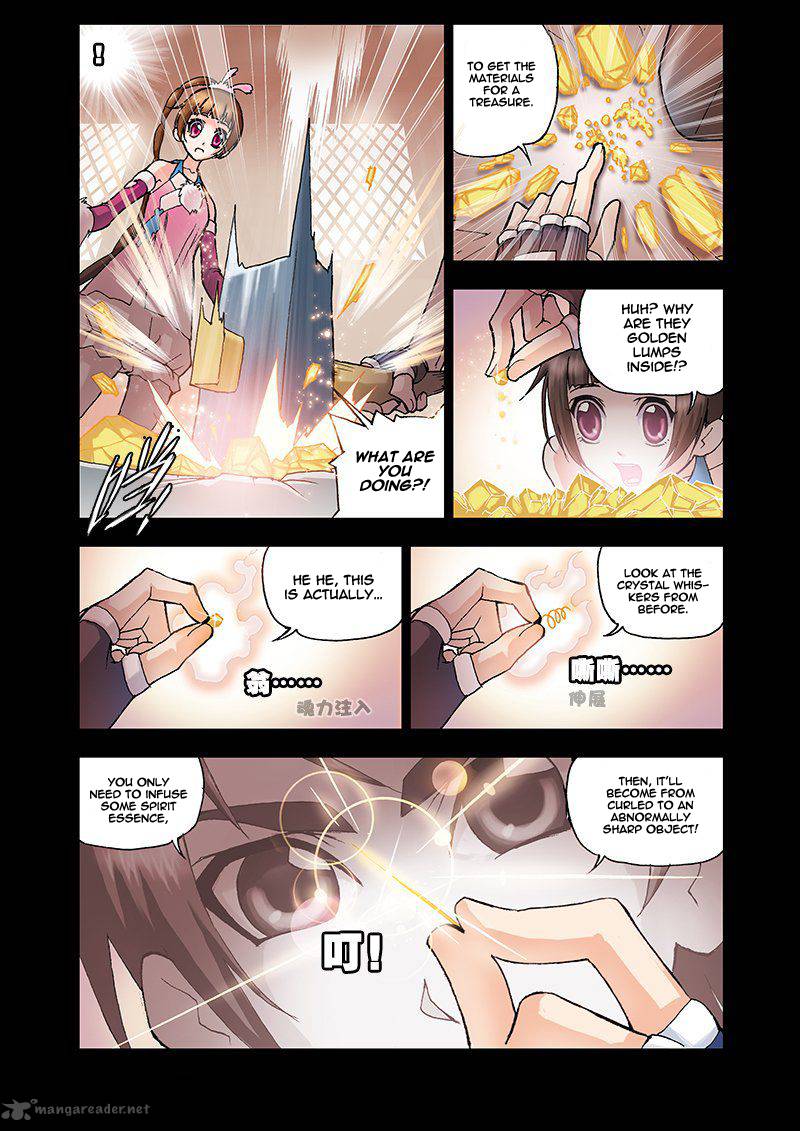 !
WHAT ARE
YOU
DOING?!
TO GET THE
MATERIALS
FOR A
TREASURE.
HUH? WHY
ARE THEY
GOLDEN
LUMPS
INSIDE!?
HE HE, THIS
IS ACTUALLY...
翁……
魂力注入
LOOK AT THE
CRYSTAL WHIS-
KERS FROM
BEFORE.
嘶嘶……
伸展
YOU ONLY
NEED TO INFUSE
SOME SPIRIT
ESSENCE,
THEN, IT'LL
BECOME FROM
CURLED TO AN
ABNORMALLY
SHARP OBJECT!
叮!
mangareader.net